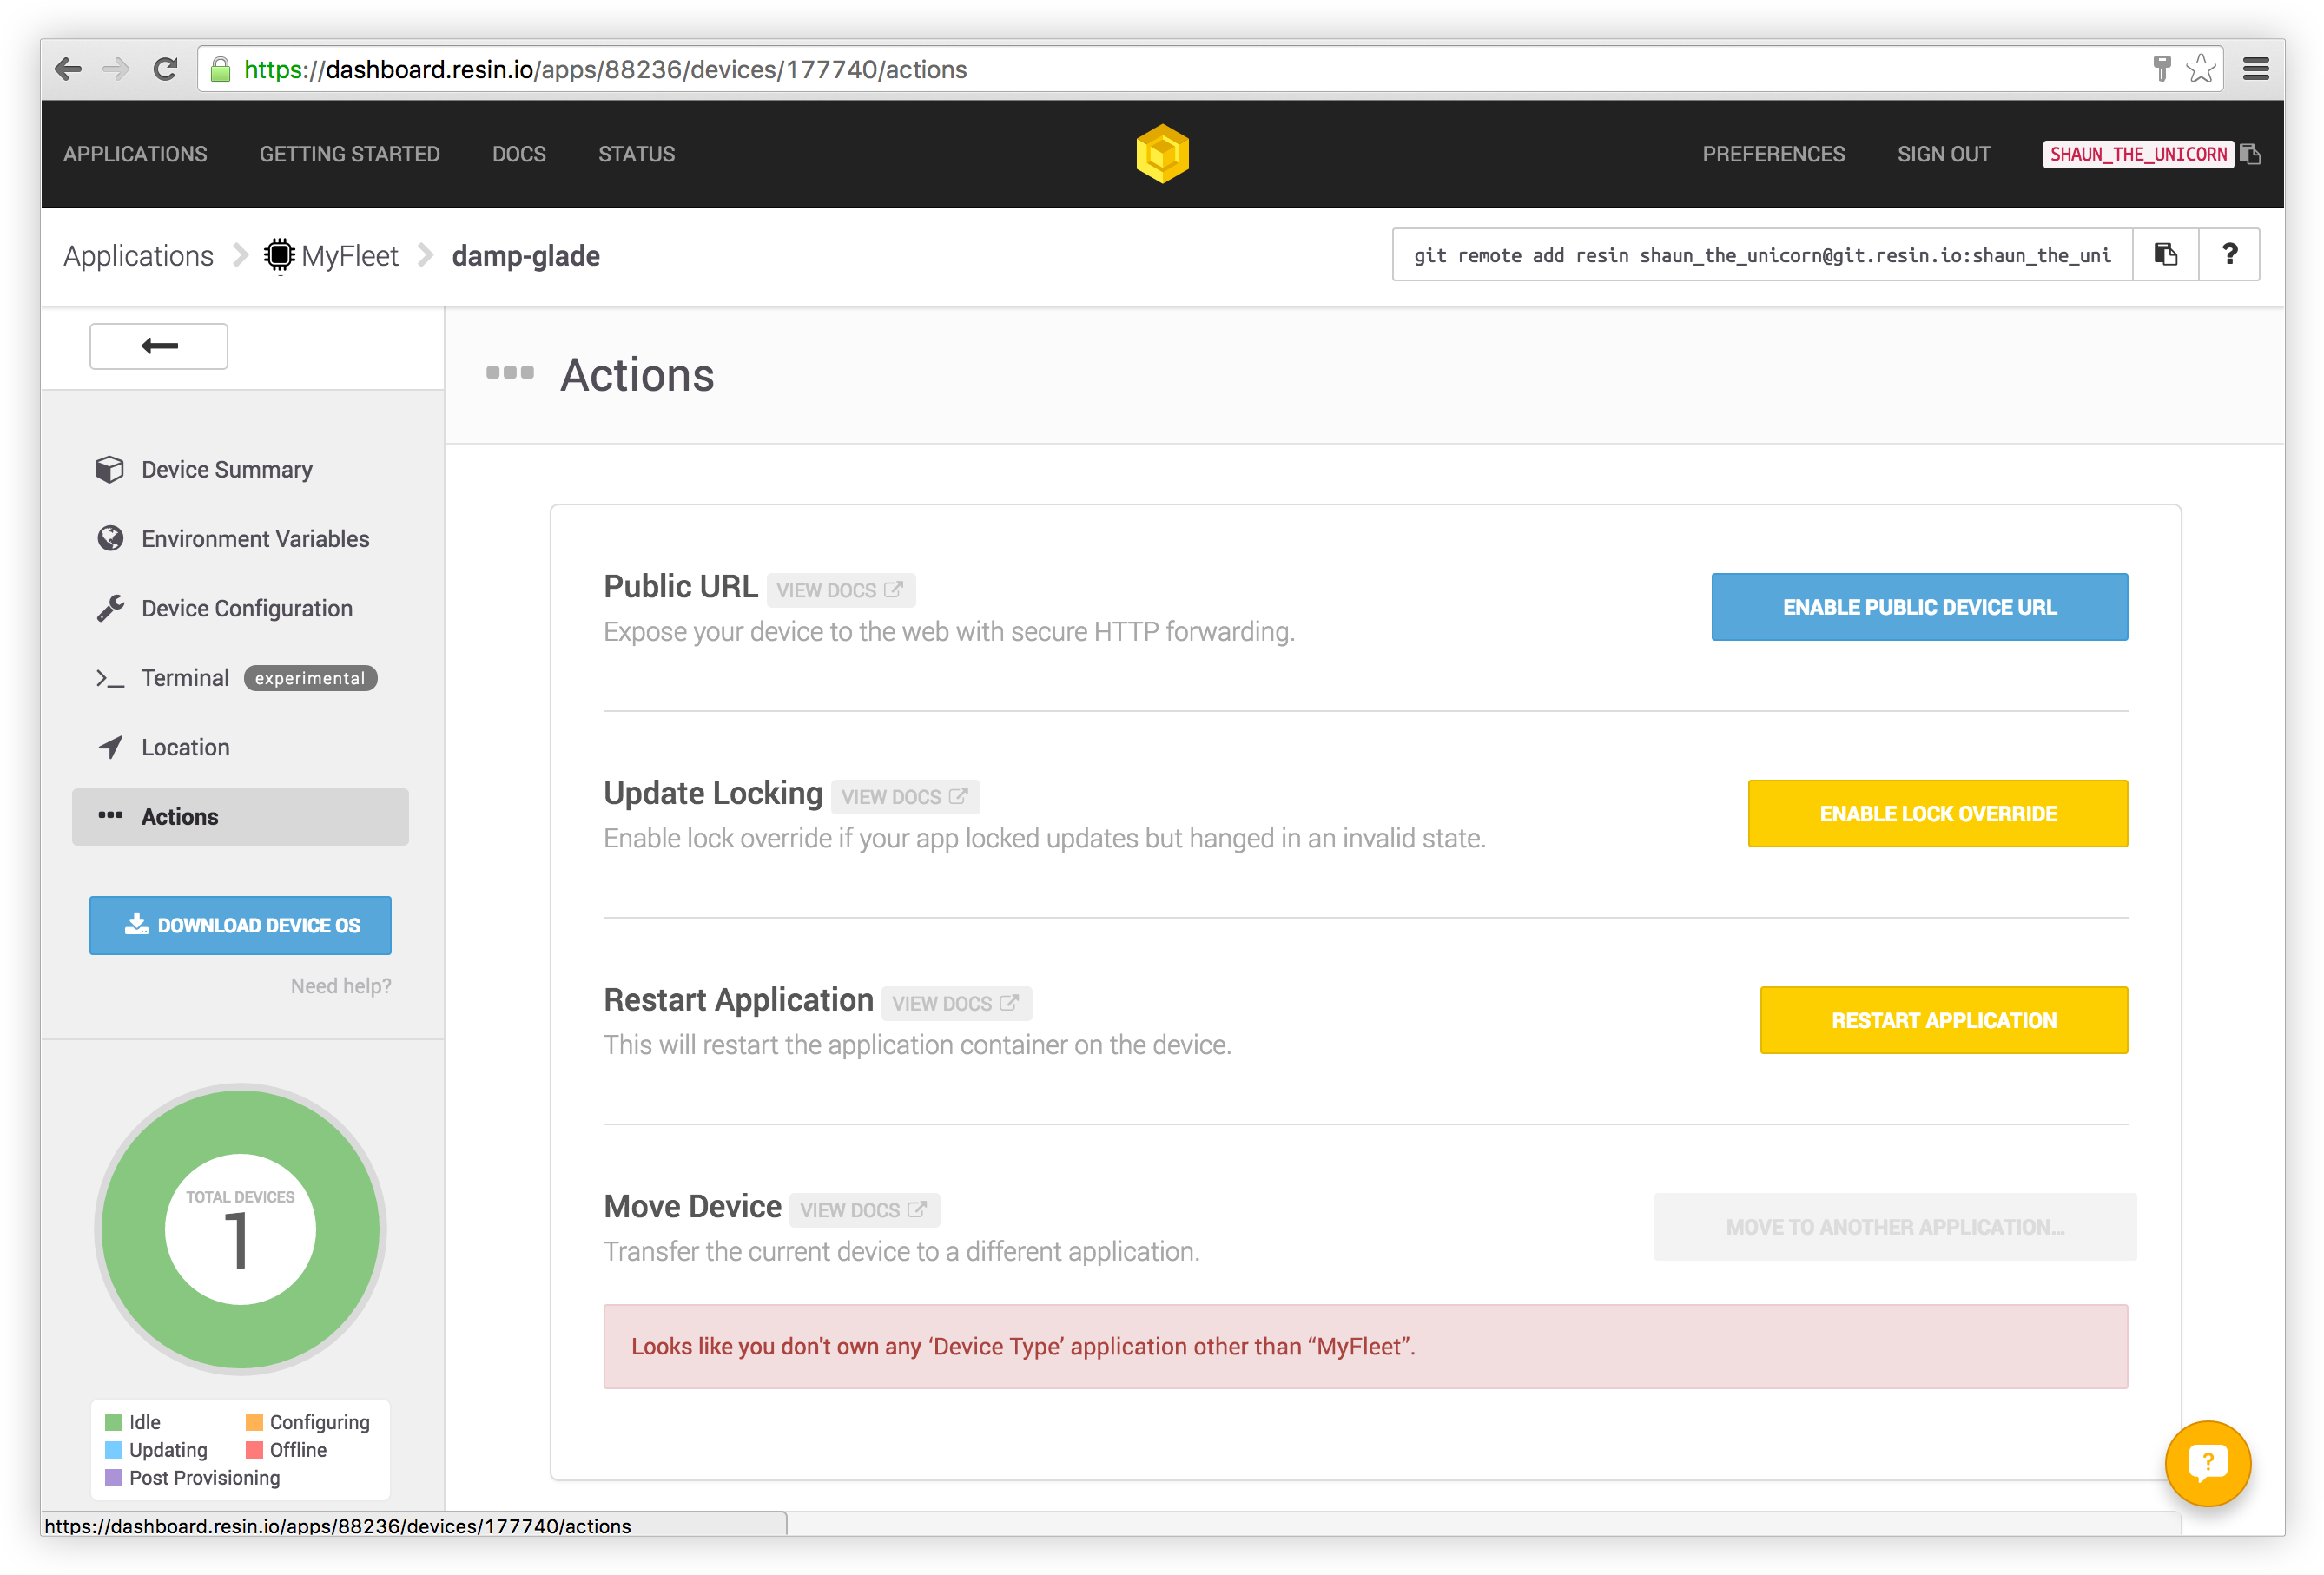 https://dashboard.resin.io/apps/88236/devices/177740/actions
APPLICATIONS GETTING STARTED DOCS STATUS PREFERENCES SIGN OUT SHAUN_THE_UNICORN
Applications MyFleet damp-glade git remote add resin shaun_the_unicorn@git.resin.io:shaun_the_uni ?
Actions
Device Summary
Environment Variables
Device Configuration
>_ Terminal experimental
Location
Actions
DOWNLOAD DEVICE OS
Need help?
TOTAL DEVICES
1
Idle Configuring
Updating Offline
Post Provisioning
Public URL VIEW DOCS
Expose your device to the web with secure HTTP forwarding.
ENABLE PUBLIC DEVICE URL
Update Locking VIEW DOCS
Enable lock override if your app locked updates but hanged in an invalid state.
ENABLE LOCK OVERRIDE
Restart Application VIEW DOCS
This will restart the application container on the device.
RESTART APPLICATION
Move Device VIEW DOCS
Transfer the current device to a different application.
MOVE TO ANOTHER APPLICATION...
Looks like you don't own any ‘Device Type’ application other than “MyFleet”.
?
https://dashboard.resin.io/apps/88236/devices/177740/actions